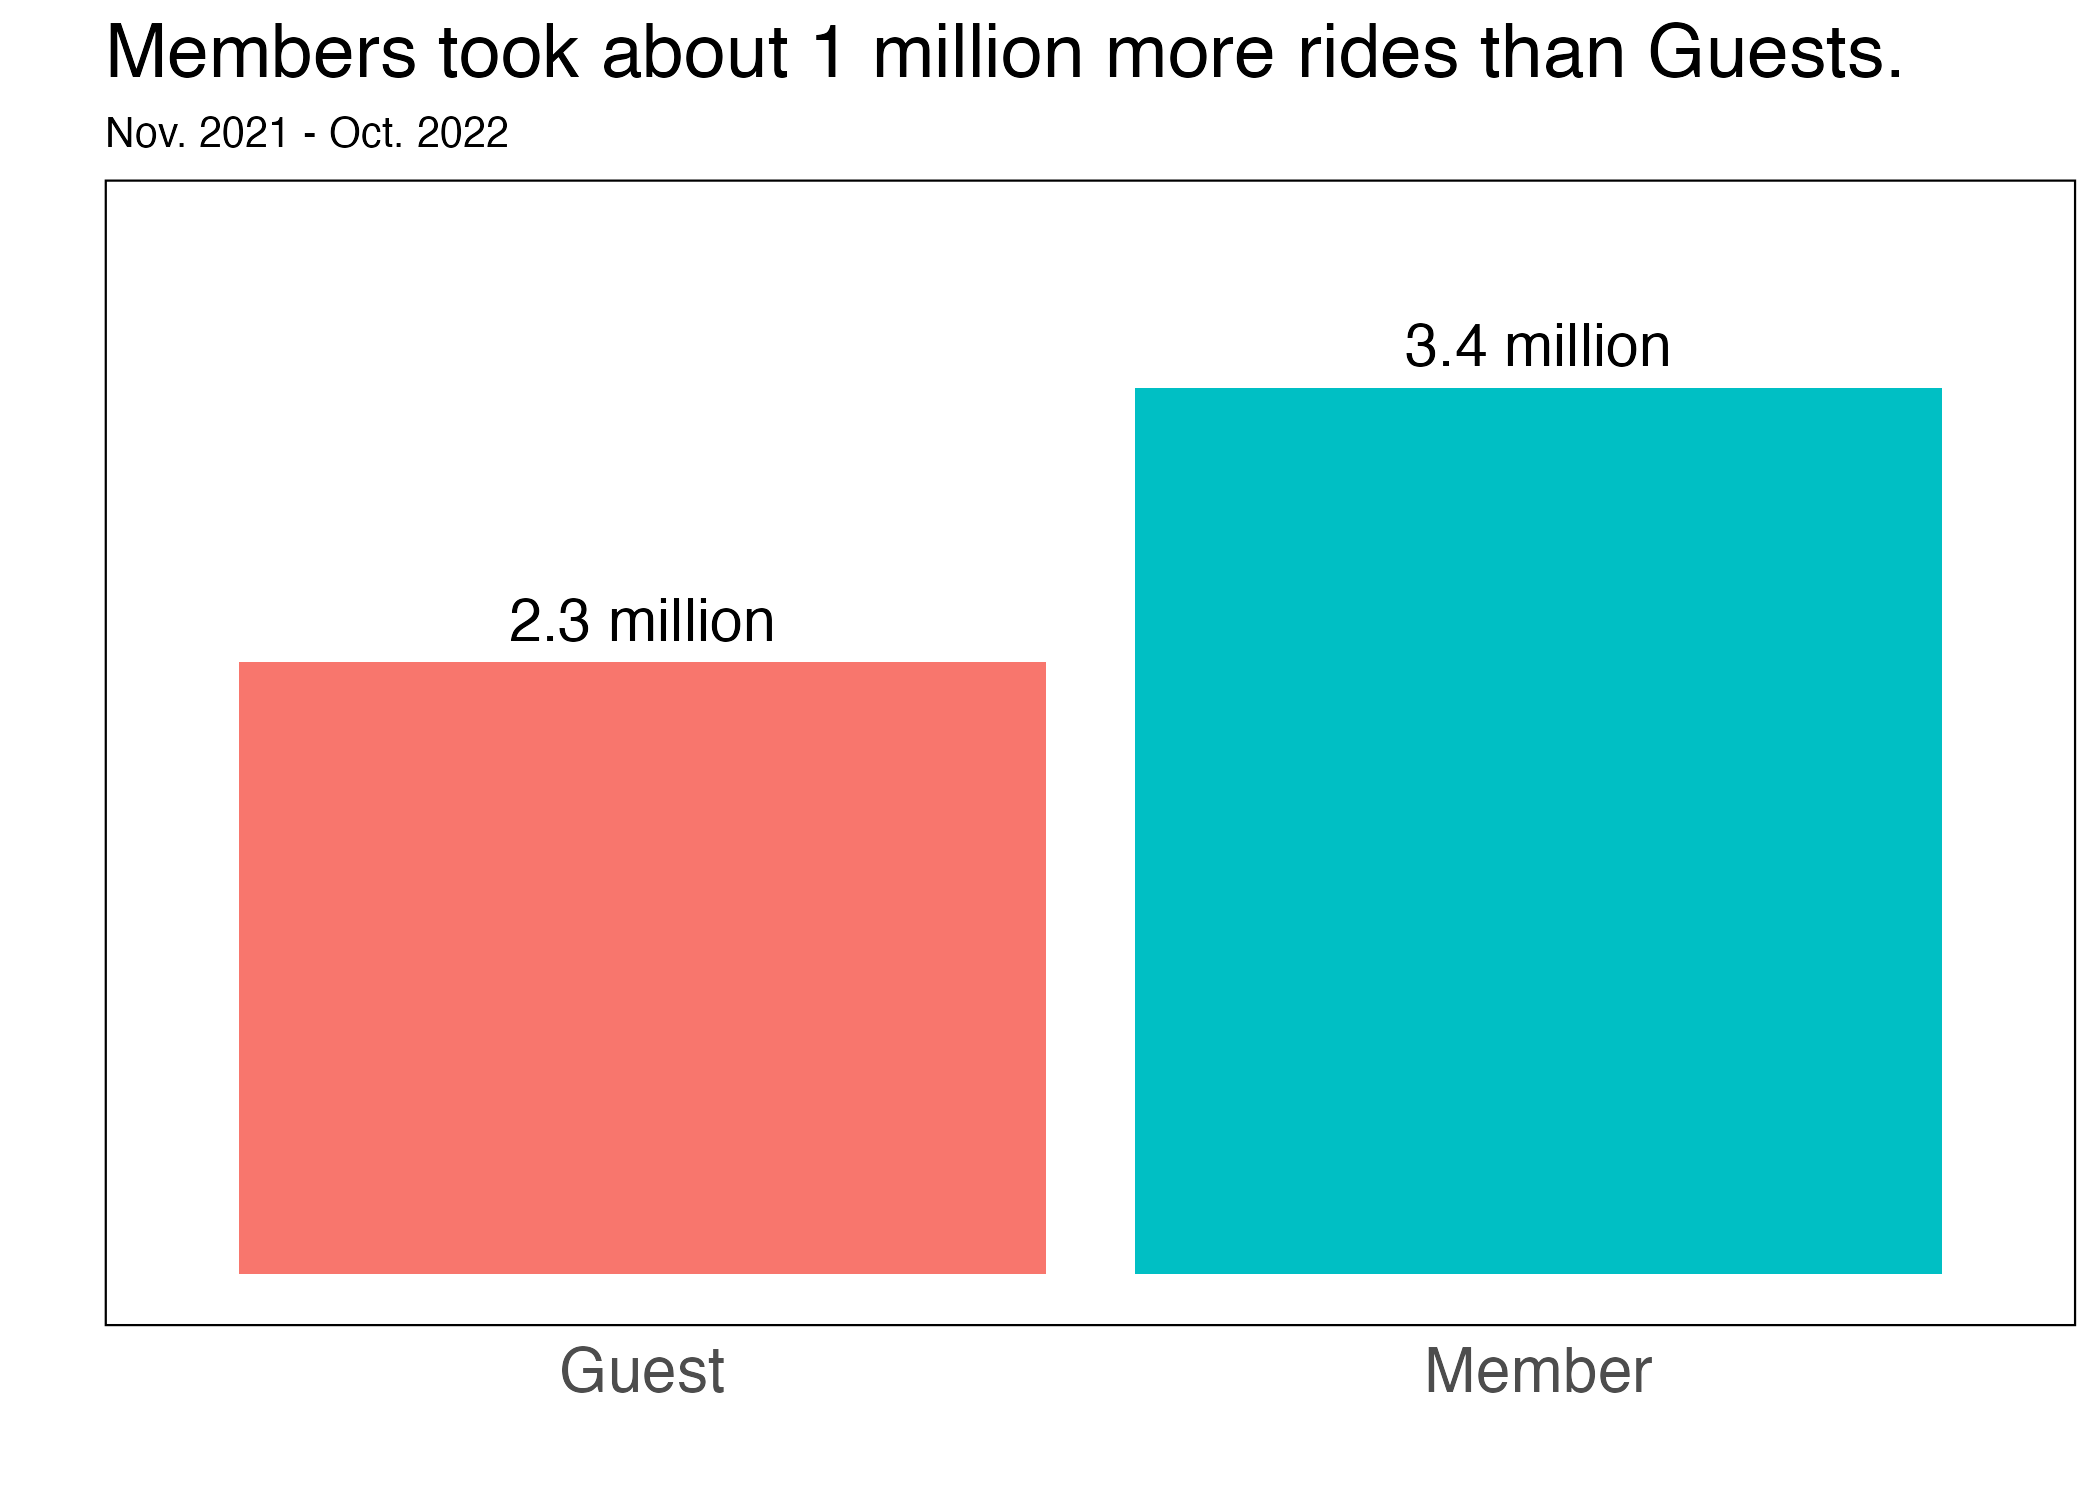 Members took about 1 million more rides than Guests.
Nov. 2021 - Oct. 2022
3.4 million
2.3 million
Guest
Member